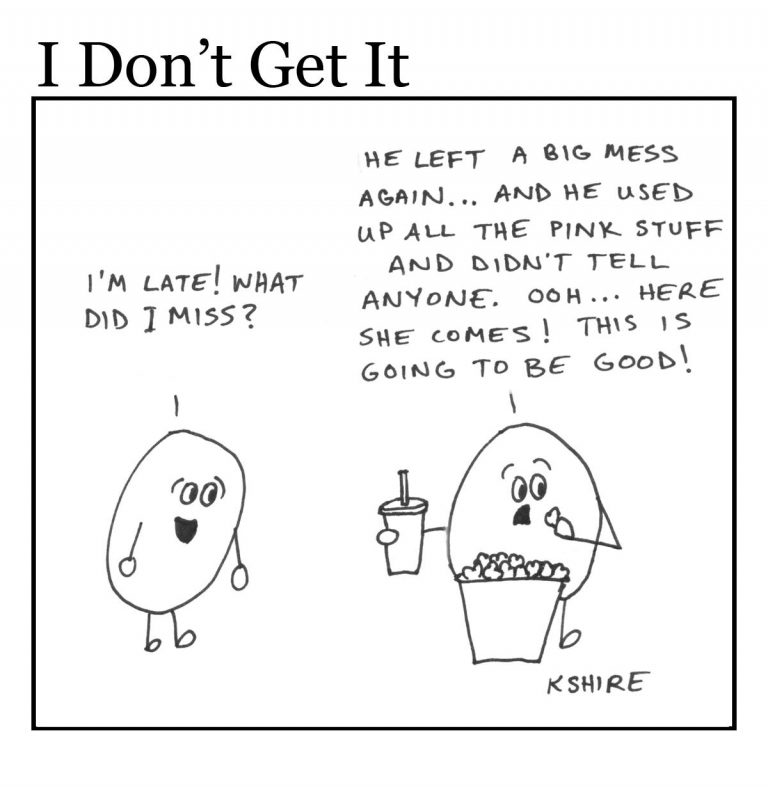 I Don't Get It
I'M LATE! WHAT
DID I MISS?
HE LEFT A BIG MESS
AGAIN... AND HE USED
UP ALL THE PINK STUFF
AND DIDN'T TELL
ANYONE. OOH... HERE
SHE COMES! THIS IS
GOING TO BE GOOD!
KSHIRE